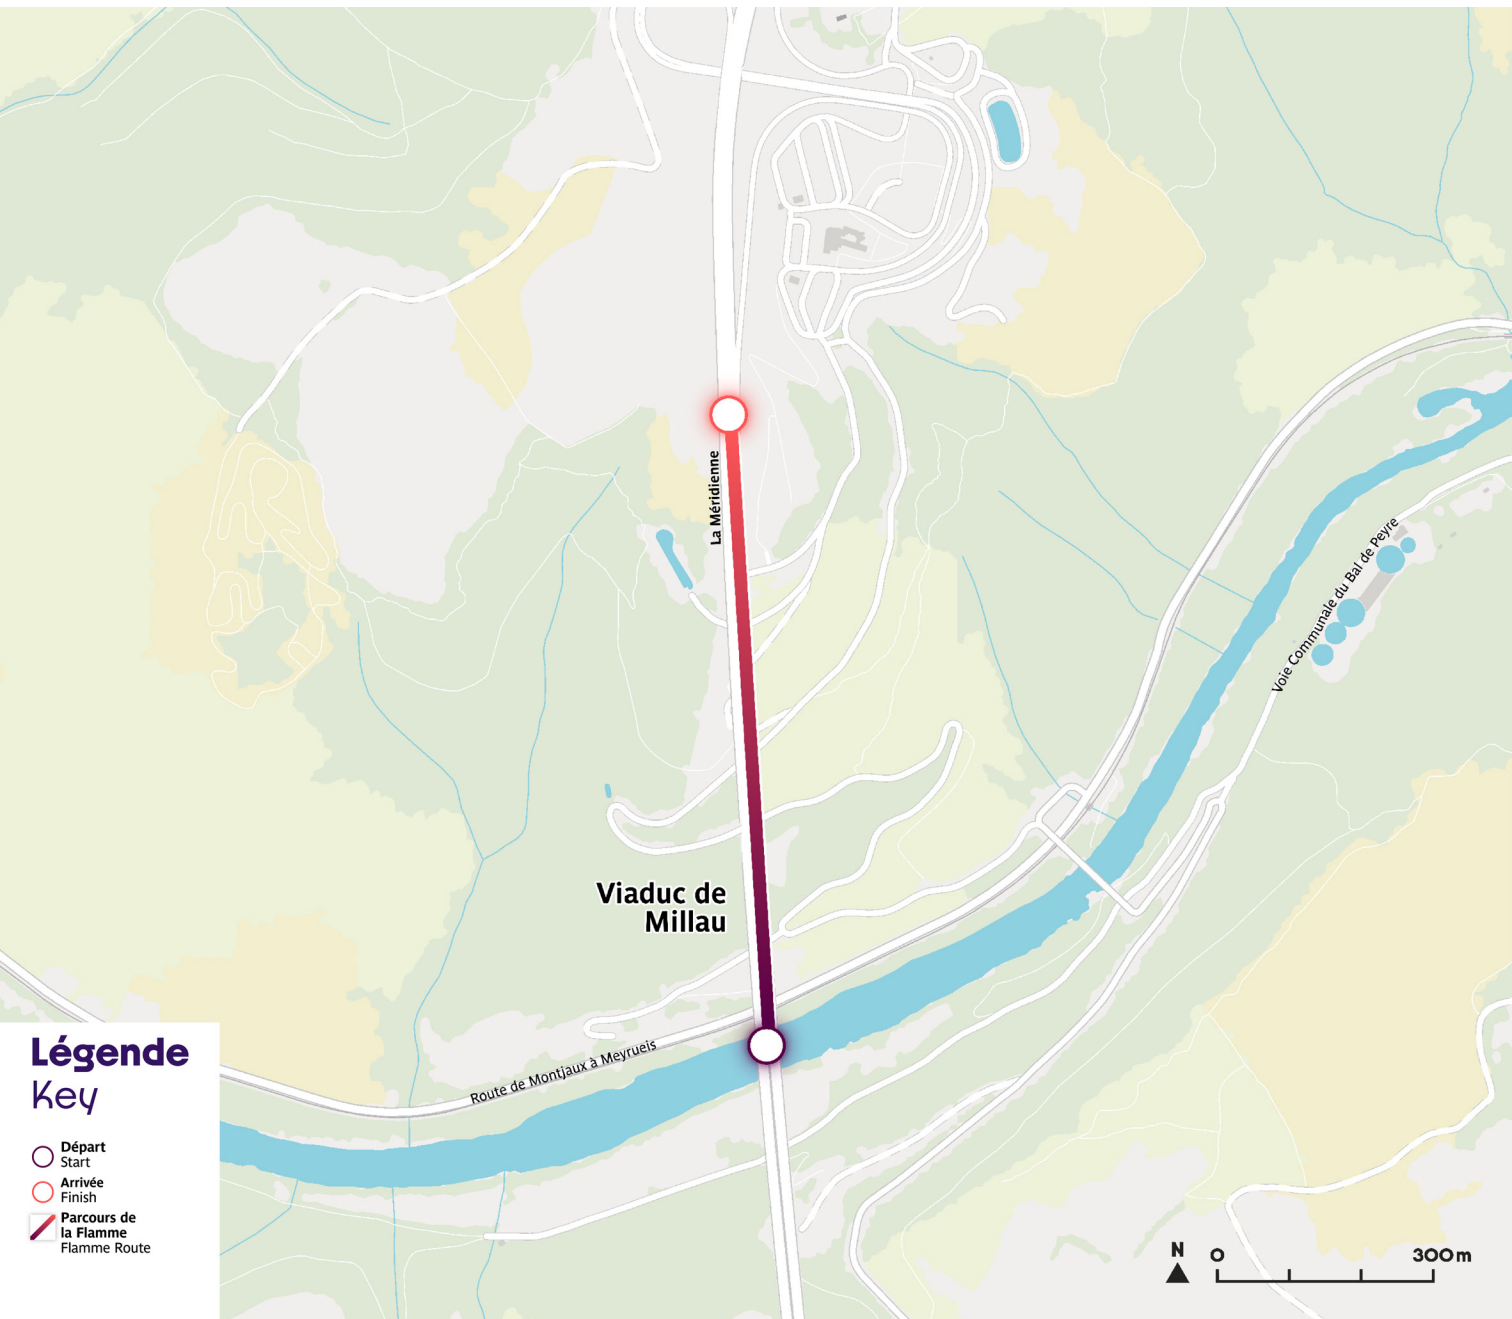 La Méridienne
Voie Communale du Bal de Peyre
Viaduc de
Millau
Route de Montjaux à Meyrueis
Légende
Key
Départ
Start
Arrivée
Finish
Parcours de
la Flamme
Flamme Route
N 0 300m